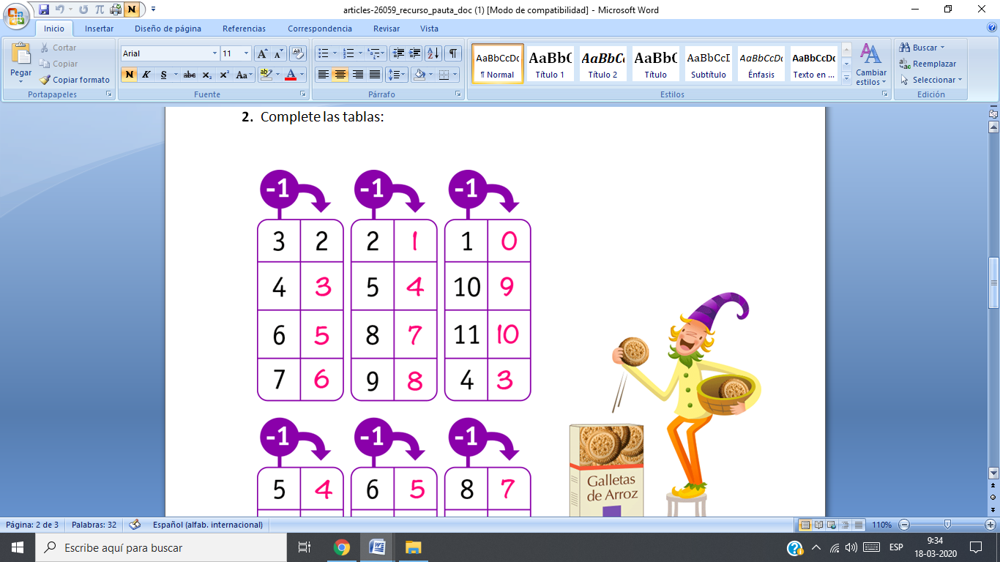 articles-26059_recurso_pauta_doc (1) [Modo de compatibilidad] - Microsoft Word
Inicio Insertar Diseño de página Referencias Correspondencia Revisar Vista
Pegar
Cortar
Copiar
Copiar formato
Portapapeles
Arial 11
N K S abc x₂ x² Aa
Fuente
Párrafo
AaBbCcDc AaBbC AaBbC AaBbC AaBbCcI AaBbCcDc AaBbCcDc
¶ Normal Título 1 Título 2 Título Subtítulo Énfasis Texto en ...
Cambiar estilos
Estilos
Buscar
Reemplazar
Seleccionar
Edición
2. Complete las tablas:
-1 -1 -1
3 2 2 1 1 0
4 3 5 4 10 9
6 5 8 7 11 10
7 6 9 8 4 3
-1 -1 -1
5 4 6 5 8 7
Galletas
de Arroz
Página: 2 de 3 Palabras: 32 Español (alfab. internacional) 110%
Escribe aquí para buscar
ESP
9:34
18-03-2020